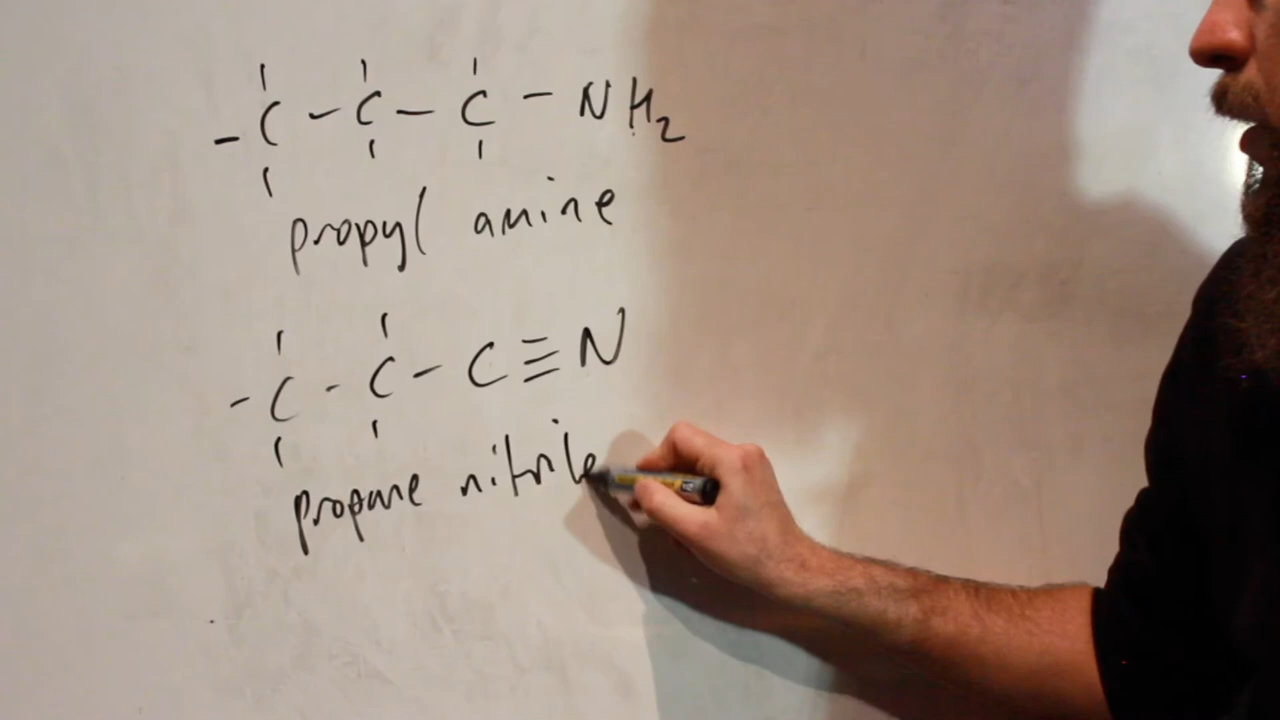 - C - C - C - NH₂
propyl amine
- C - C - C ≡ N
propane nitrile